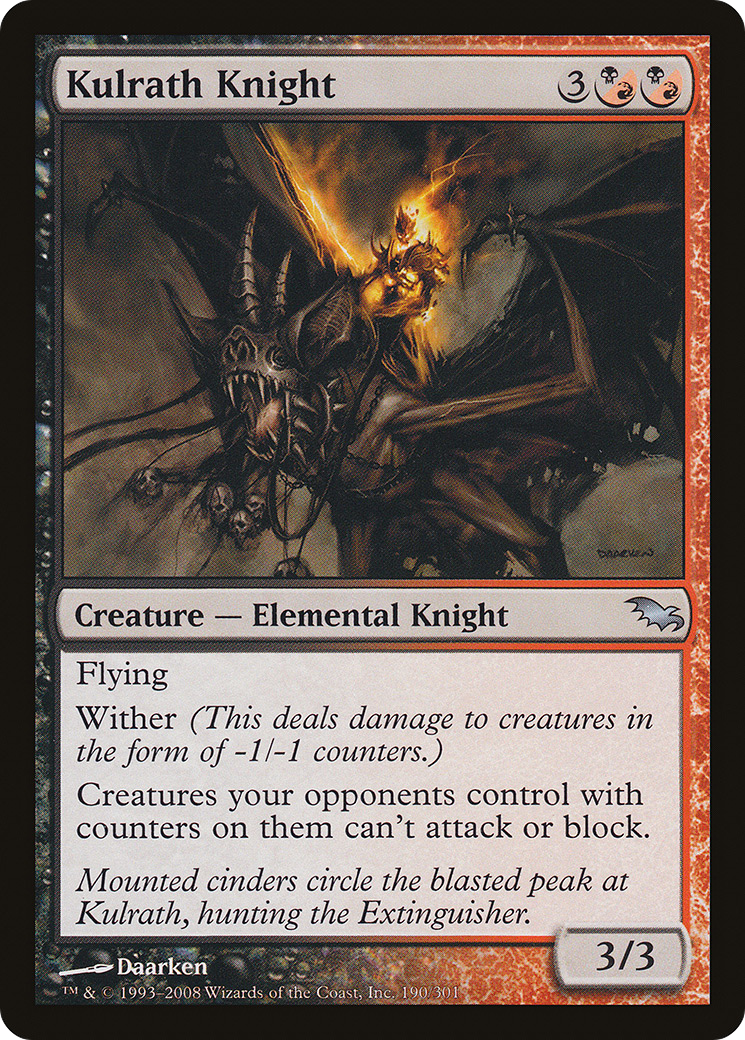 Kulrath Knight 3
DAARKEN
Creature — Elemental Knight
Flying
Wither (This deals damage to creatures in
the form of -1/-1 counters.)
Creatures your opponents control with
counters on them can't attack or block.
Mounted cinders circle the blasted peak at
Kulrath, hunting the Extinguisher.
3/3
Daarken
™ & © 1993–2008 Wizards of the Coast, Inc. 190/301